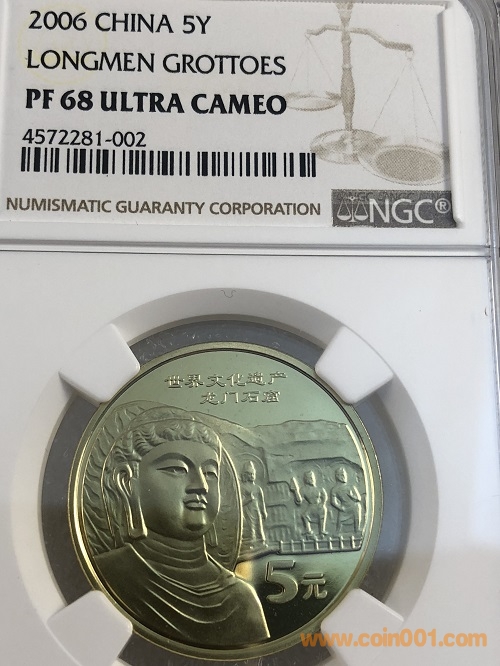 2006 CHINA 5Y
LONGMEN GROTTOES
PF 68 ULTRA CAMEO
4572281-002
NUMISMATIC GUARANTY CORPORATION
NGC®
世界文化遗产
龙门石窟
5元
www.coin001.com